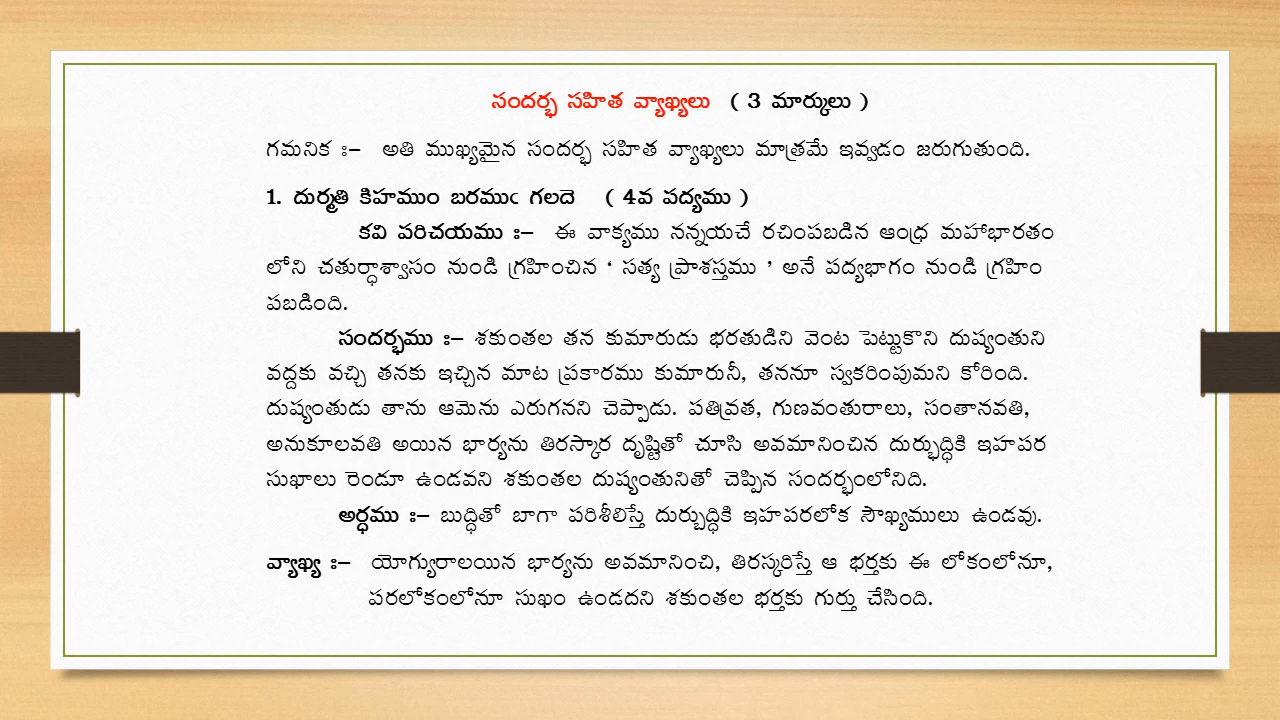 సందర్భ సహిత వ్యాఖ్యలు ( 3 మార్కులు )
గమనిక ః– అతి ముఖ్యమైన సందర్భ సహిత వ్యాఖ్యలు మాత్రమే ఇవ్వడం జరుగుతుంది.
1. దుర్మతి కిహముం బరముఁ గలదె ( 4వ పద్యము )
కవి పరిచయము ః– ఈ వాక్యము నన్నయచే రచింపబడిన ఆంధ్ర మహాభారతం
లోని చతుర్ధాశ్వాసం నుండి గ్రహించిన ‘ సత్య ప్రాశస్తము ’ అనే పద్యభాగం నుండి గ్రహిం
పబడింది.
సందర్భము ః– శకుంతల తన కుమారుడు భరతుడిని వెంట పెట్టుకొని దుష్యంతుని
వద్దకు వచ్చి తనకు ఇచ్చిన మాట ప్రకారము కుమారునీ, తననూ స్వకరింపుమని కోరింది.
దుష్యంతుడు తాను ఆమెను ఎరుగనని చెప్పాడు. పతివ్రత, గుణవంతురాలు, సంతానవతి,
అనుకూలవతి అయిన భార్యను తిరస్కార దృష్టితో చూసి అవమానించిన దుర్భుద్ధికి ఇహపర
సుఖాలు రెండూ ఉండవని శకుంతల దుష్యంతునితో చెప్పిన సందర్భంలోనిది.
అర్ధము ః– బుద్ధితో బాగా పరిశీలిస్తే దుర్బుద్ధికి ఇహపరలోక సౌఖ్యములు ఉండవు.
వ్యాఖ్య ః– యోగ్యురాలయిన భార్యను అవమానించి, తిరస్కరిస్తే ఆ భర్తకు ఈ లోకంలోనూ,
పరలోకంలోనూ సుఖం ఉండదని శకుంతల భర్తకు గుర్తు చేసింది.